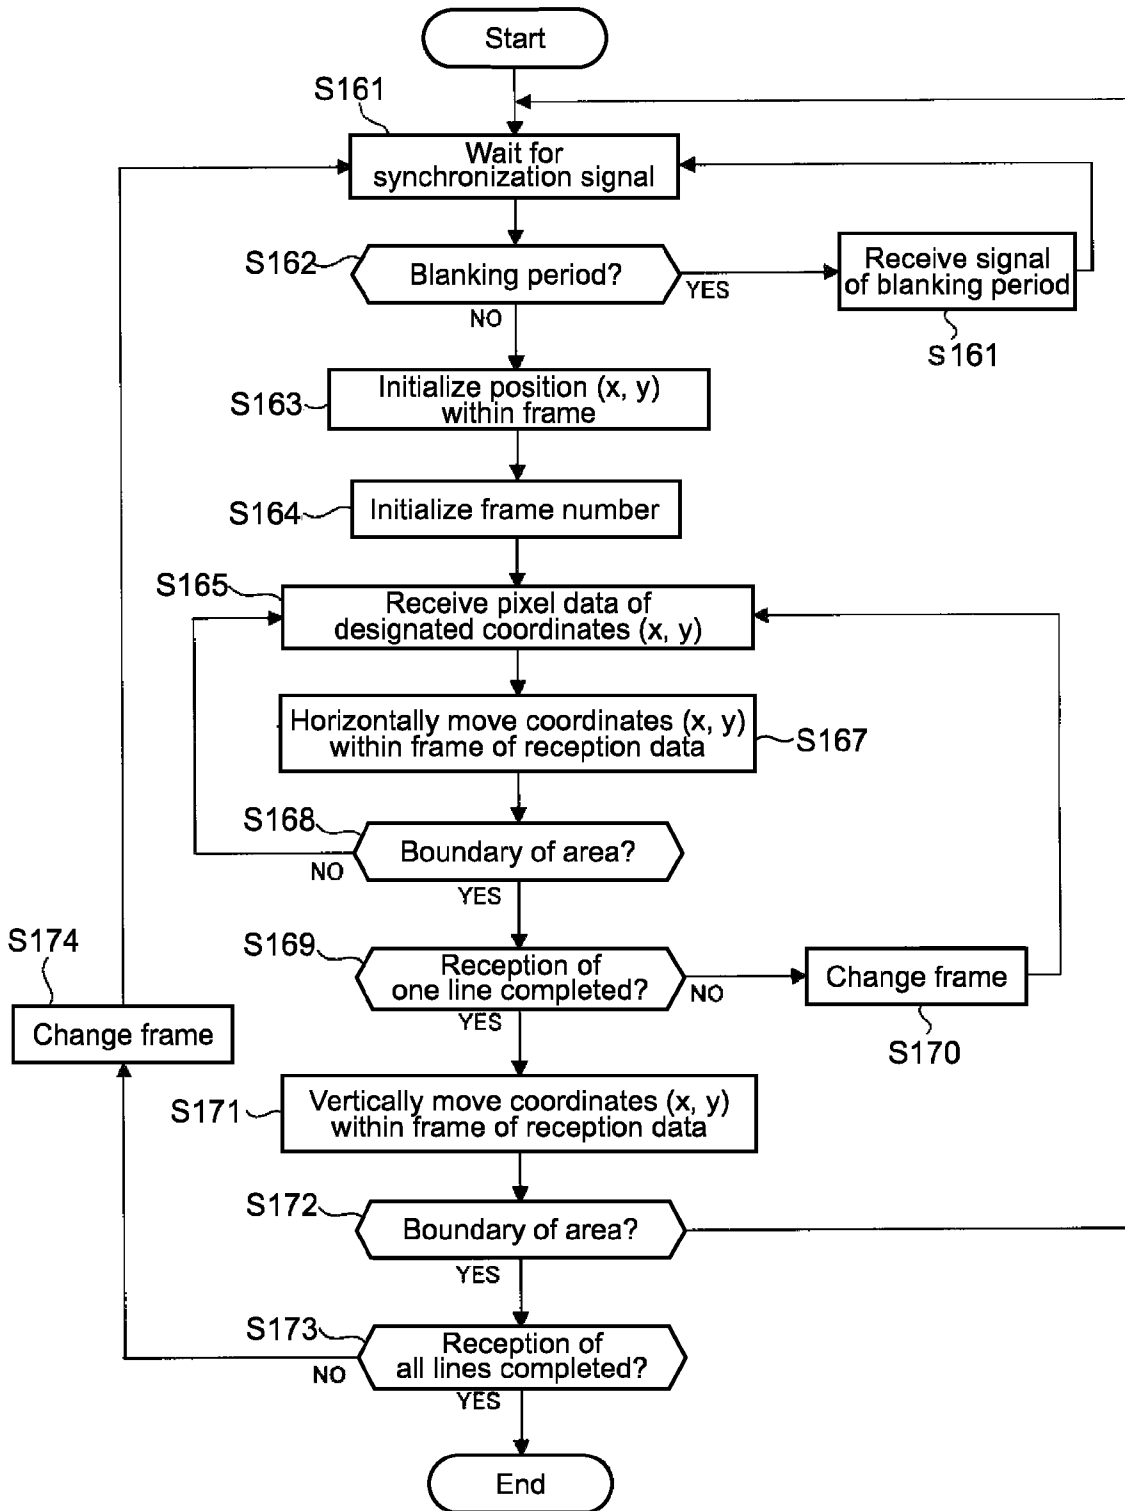 Start
S161
Wait for
synchronization signal
S162
Blanking period?
YES
NO
Receive signal
of blanking period
S161
S163
Initialize position (x, y)
within frame
S164
Initialize frame number
S165
Receive pixel data of
designated coordinates (x, y)
Horizontally move coordinates (x, y)
within frame of reception data
S167
S168
Boundary of area?
NO
YES
S169
Reception of
one line completed?
NO
YES
Change frame
S170
S174
Change frame
S171
Vertically move coordinates (x, y)
within frame of reception data
S172
Boundary of area?
YES
S173
Reception of
all lines completed?
NO
YES
End